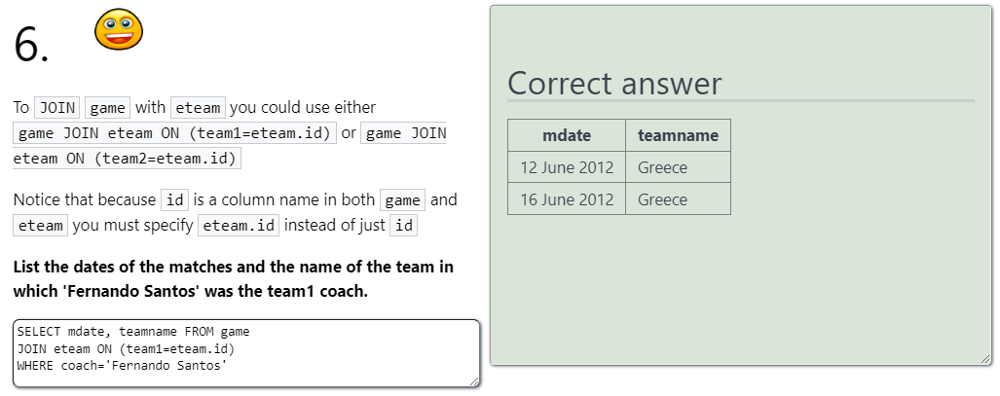 6.
To JOIN game with eteam you could use either
game JOIN eteam ON (team1=eteam.id) or game JOIN
eteam ON (team2=eteam.id)
Notice that because id is a column name in both game and
eteam you must specify eteam.id instead of just id
List the dates of the matches and the name of the team in
which 'Fernando Santos' was the team1 coach.
SELECT mdate, teamname FROM game
JOIN eteam ON (team1=eteam.id)
WHERE coach='Fernando Santos'
Correct answer
mdate teamname
12 June 2012 Greece
16 June 2012 Greece